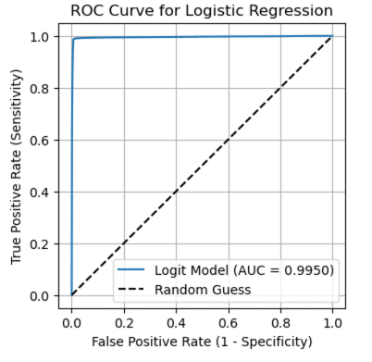 ROC Curve for Logistic Regression
True Positive Rate (Sensitivity)
1.0
0.8
0.6
0.4
0.2
0.0
Logit Model (AUC = 0.9950)
Random Guess
0.0 0.2 0.4 0.6 0.8 1.0
False Positive Rate (1 - Specificity)